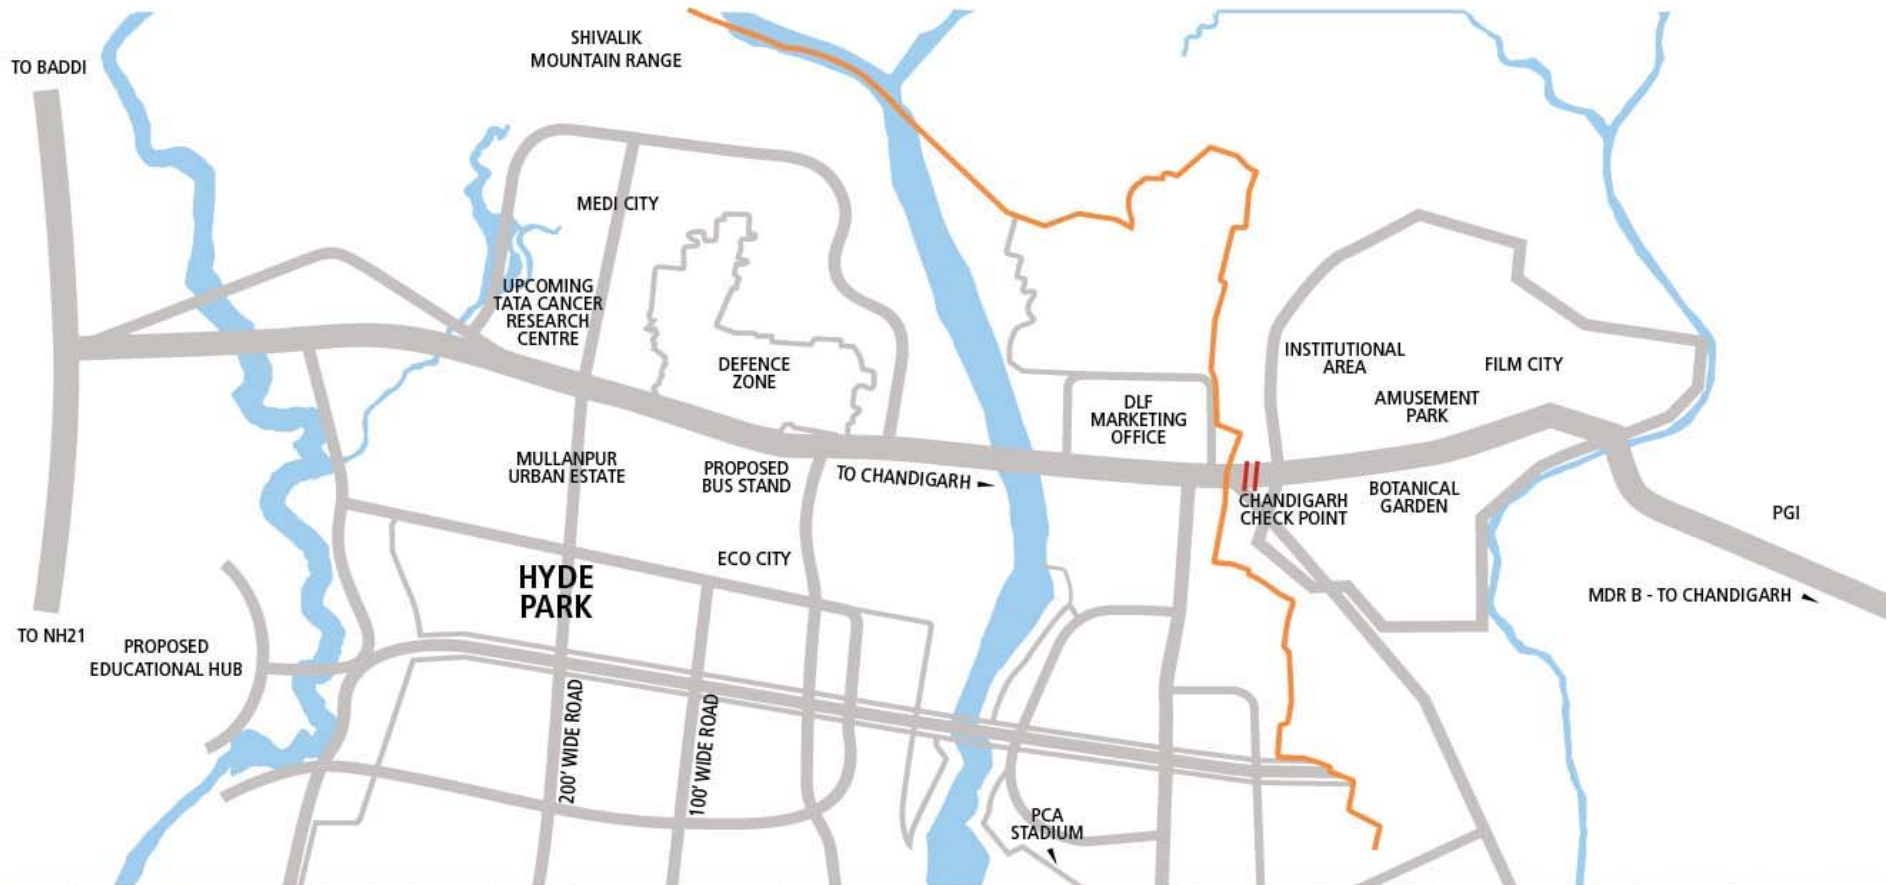 SHIVALIK
MOUNTAIN RANGE
TO BADDI
MEDI CITY
UPCOMING
TATA CANCER
RESEARCH
CENTRE
DEFENCE
ZONE
INSTITUTIONAL
AREA
FILM CITY
AMUSEMENT
PARK
DLF
MARKETING
OFFICE
MULLANPUR
URBAN ESTATE
PROPOSED
BUS STAND
TO CHANDIGARH
CHANDIGARH
CHECK POINT
BOTANICAL
GARDEN
PGI
ECO CITY
HYDE
PARK
MDR B - TO CHANDIGARH
TO NH21
PROPOSED
EDUCATIONAL HUB
200' WIDE ROAD
100' WIDE ROAD
PCA
STADIUM